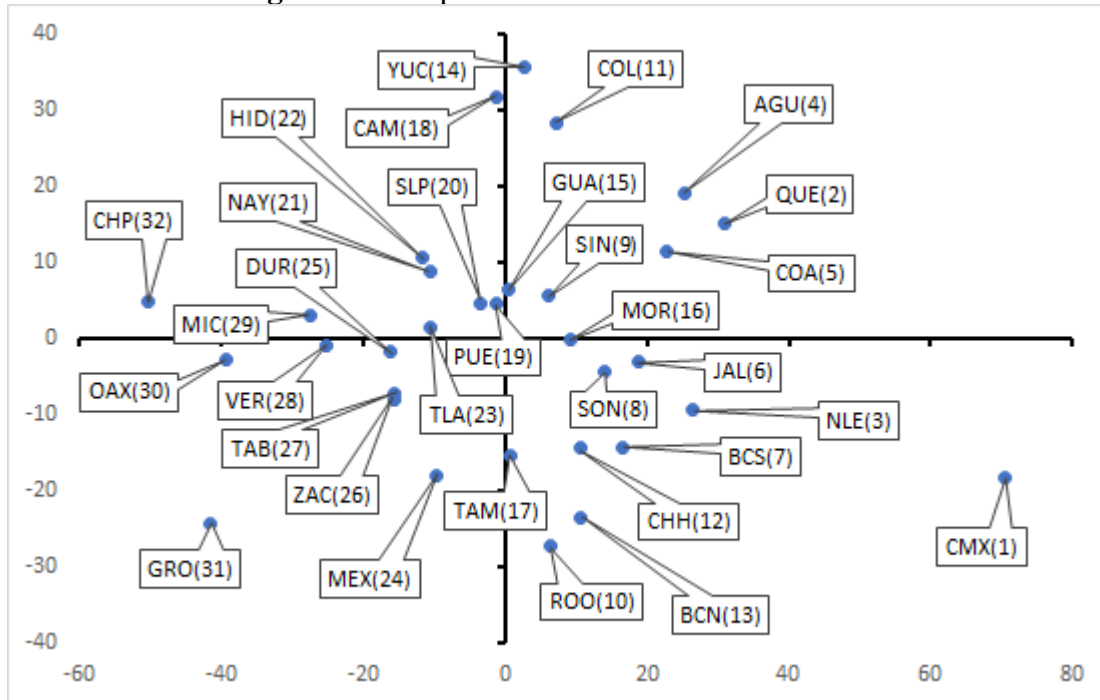 40
YUC(14)
COL(11)
30
AGU(4)
HID(22)
CAM(18)
20
SLP(20)
GUA(15)
QUE(2)
NAY(21)
CHP(32)
SIN(9)
10
DUR(25)
COA(5)
MIC(29)
MOR(16)
0
PUE(19)
JAL(6)
OAX(30)
VER(28)
TLA(23)
SON(8)
NLE(3)
-10
TAB(27)
BCS(7)
ZAC(26)
-20
TAM(17)
CHH(12)
CMX(1)
GRO(31)
MEX(24)
-30
ROO(10)
BCN(13)
-40
-60 -40 -20 0 20 40 60 80